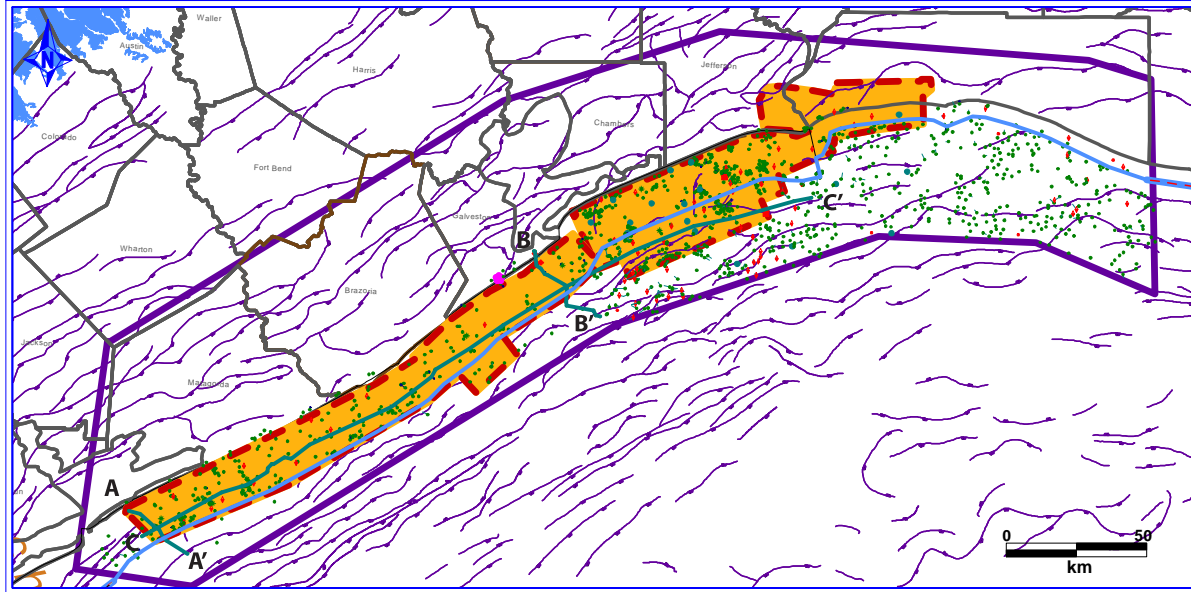 Waller
Austin
N
Harris
Jefferson
Colorado
Chambers
Fort Bend
C'
Galveston
Wharton
B
Brazoria
B'
Jackson
Matagorda
A
C
A'
0 50
km